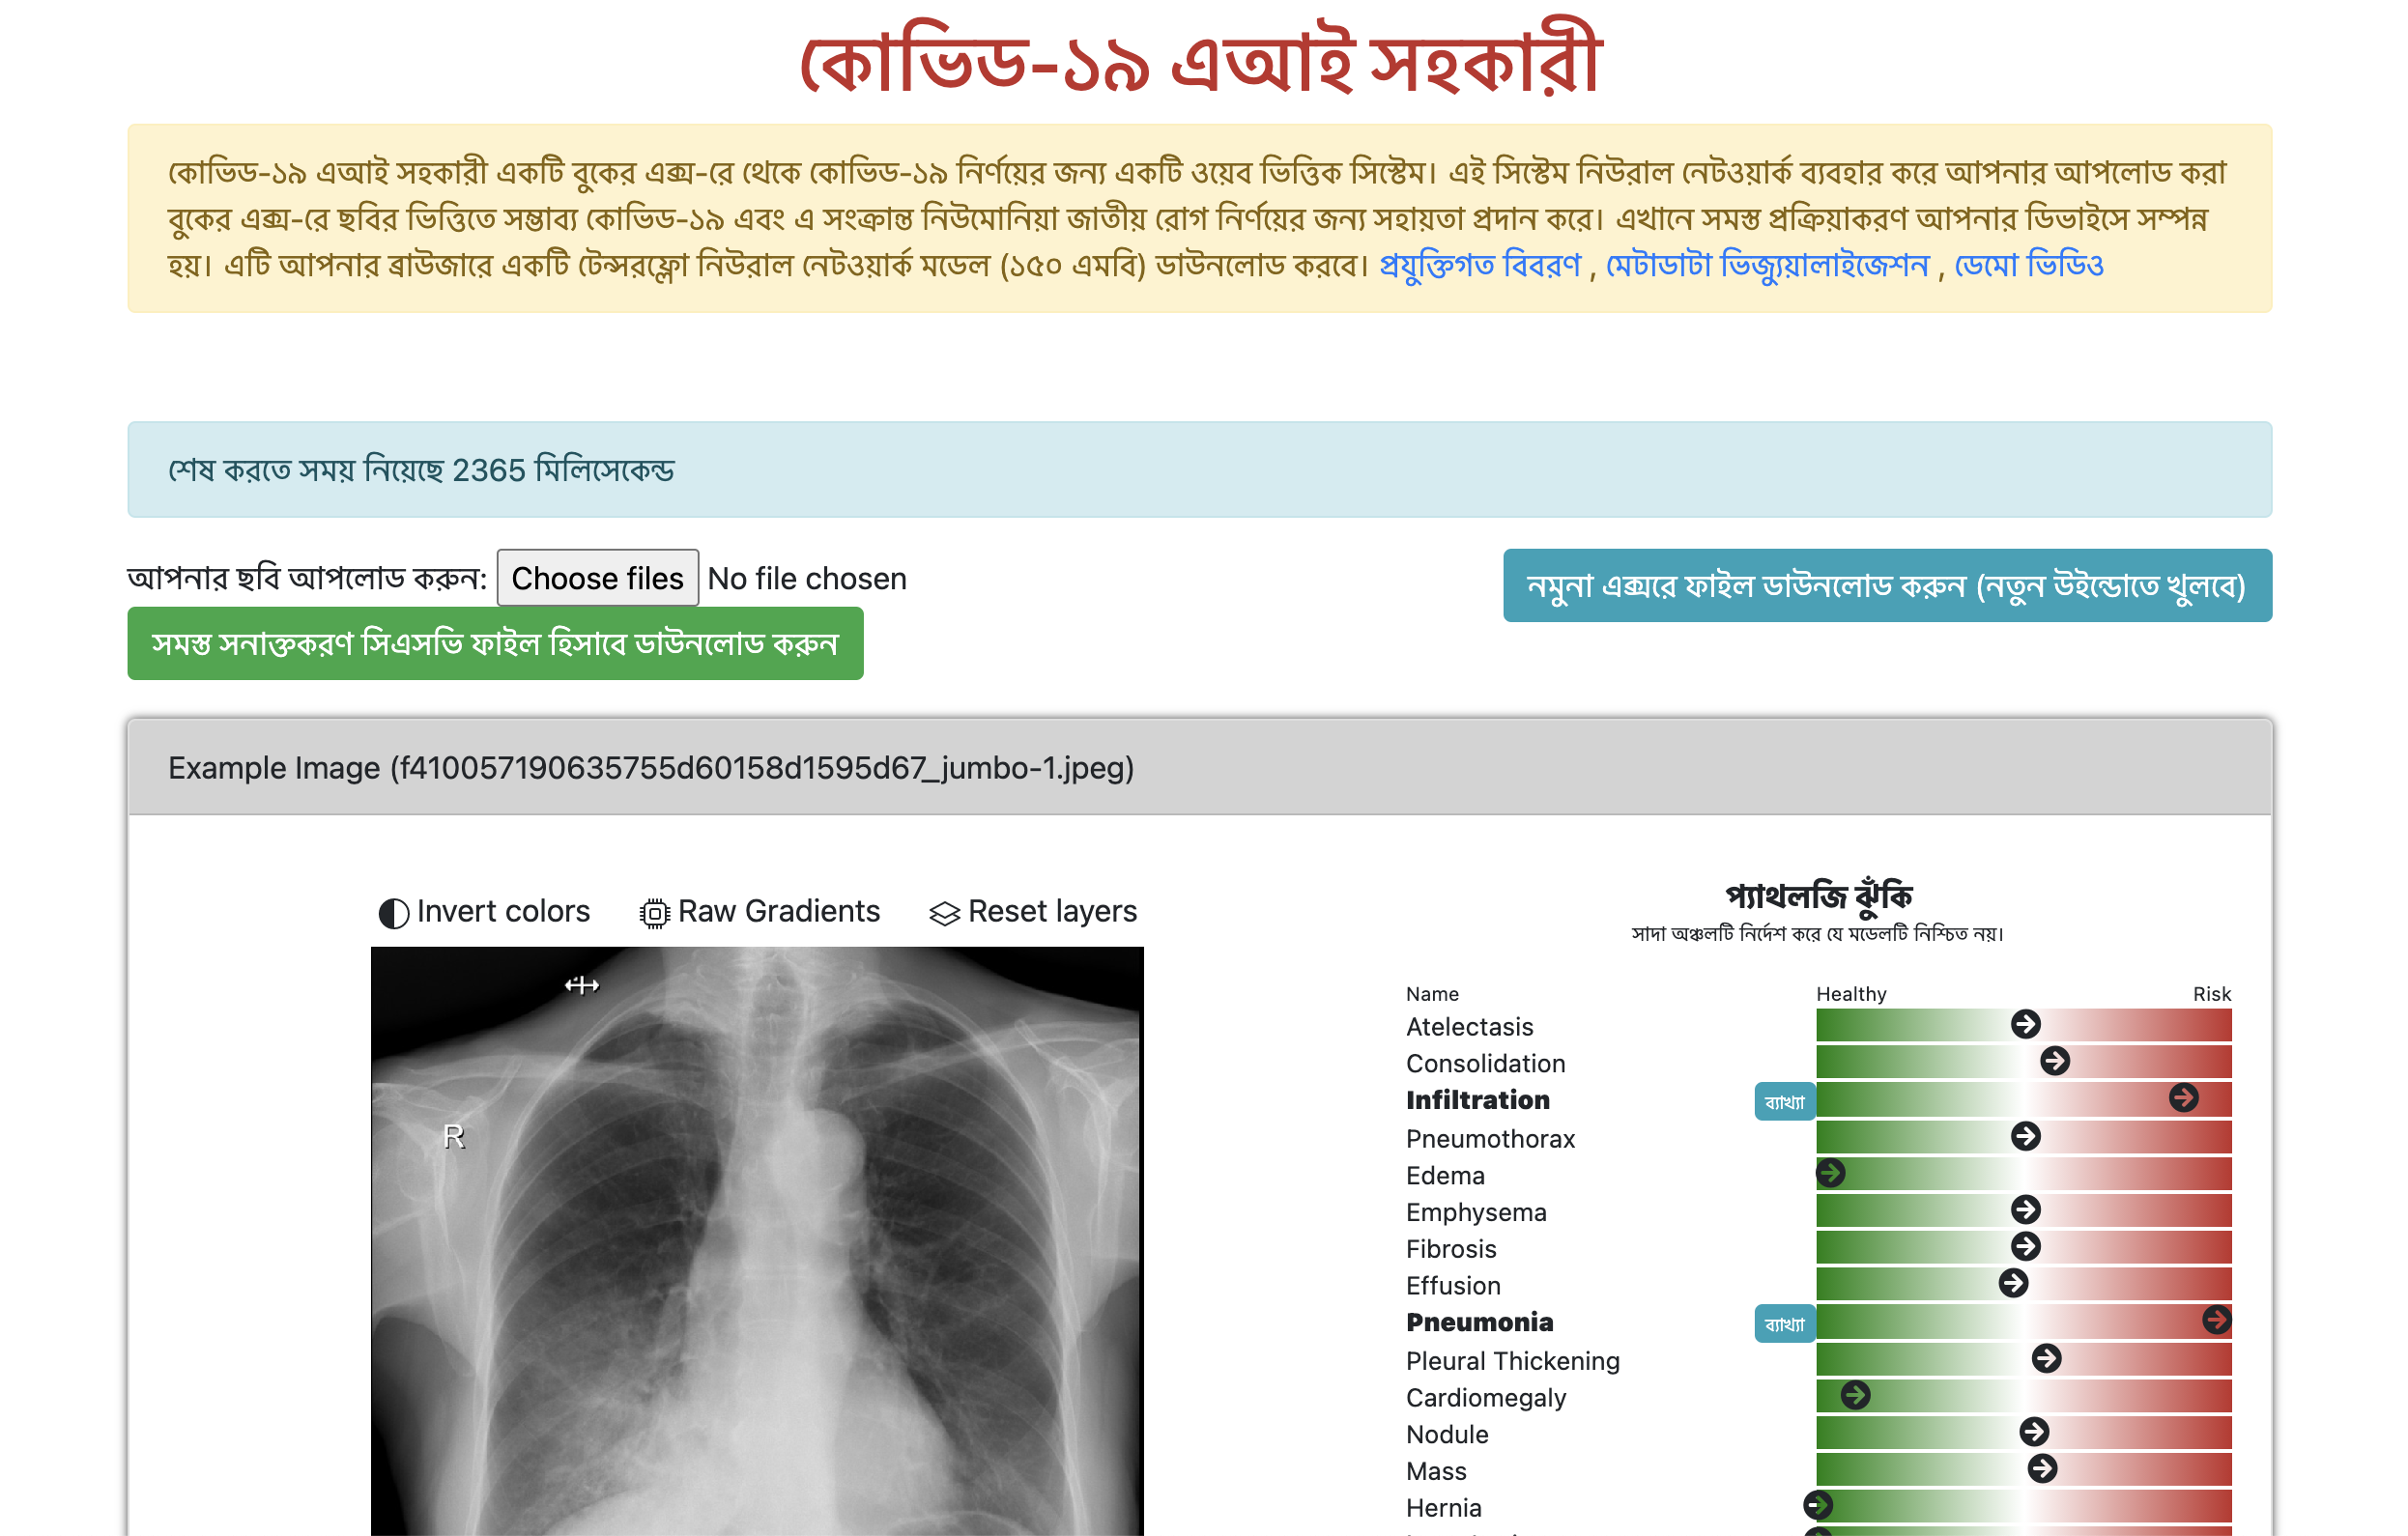 কোভিড-১৯ এআই সহকারী
কোভিড-১৯ এআই সহকারী একটি বুকের এক্স-রে থেকে কোভিড-১৯ নির্ণয়ের জন্য একটি ওয়েব ভিত্তিক সিস্টেম। এই সিস্টেম নিউরাল নেটওয়ার্ক ব্যবহার করে আপনার আপলোড করা
বুকের এক্স-রে ছবির ভিত্তিতে সম্ভাব্য কোভিড-১৯ এবং এ সংক্রান্ত নিউমোনিয়া জাতীয় রোগ নির্ণয়ের জন্য সহায়তা প্রদান করে। এখানে সমস্ত প্রক্রিয়াকরণ আপনার ডিভাইসে সম্পন্ন
হয়। এটি আপনার ব্রাউজারে একটি টেন্সরফ্লো নিউরাল নেটওয়ার্ক মডেল (১৫০ এমবি) ডাউনলোড করবে। প্রযুক্তিগত বিবরণ , মেটাডাটা ভিজ্যুয়ালাইজেশন , ডেমো ভিডিও
শেষ করতে সময় নিয়েছে 2365 মিলিসেকেন্ড
আপনার ছবি আপলোড করুন: Choose files No file chosen
নমুনা এক্সরে ফাইল ডাউনলোড করুন (নতুন উইন্ডোতে খুলবে)
সমস্ত সনাক্তকরণ সিএসভি ফাইল হিসাবে ডাউনলোড করুন
Example Image (f410057190635755d60158d1595d67_jumbo-1.jpeg)
Invert colors Raw Gradients Reset layers
R
প্যাথলজি ঝুঁকি
সাদা অঞ্চলটি নির্দেশ করে যে মডেলটি নিশ্চিত নয়।
Name Healthy Risk
Atelectasis
Consolidation
Infiltration ব্যাখ্যা
Pneumothorax
Edema
Emphysema
Fibrosis
Effusion
Pneumonia ব্যাখ্যা
Pleural Thickening
Cardiomegaly
Nodule
Mass
Hernia